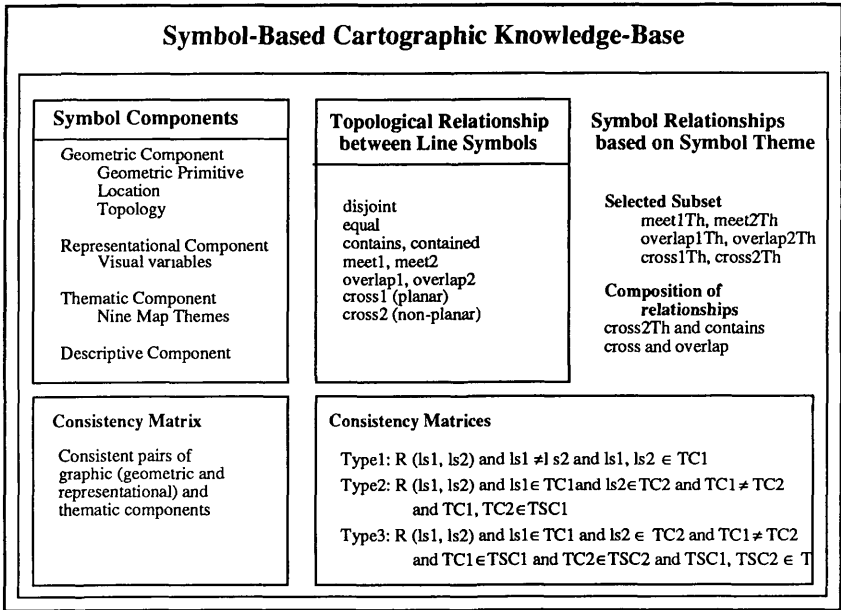 Symbol-Based Cartographic Knowledge-Base
Symbol Components
Geometric Component
Geometric Primitive
Location
Topology
Representational Component
Visual variables
Thematic Component
Nine Map Themes
Descriptive Component
Topological Relationship
between Line Symbols
disjoint
equal
contains, contained
meet1, meet2
overlap1, overlap2
cross1 (planar)
cross2 (non-planar)
Symbol Relationships
based on Symbol Theme
Selected Subset
meet1Th, meet2Th
overlap1Th, overlap2Th
cross1Th, cross2Th
Composition of
relationships
cross2Th and contains
cross and overlap
Consistency Matrix
Consistent pairs of
graphic (geometric and
representational) and
thematic components
Consistency Matrices
Type1: R (ls1, ls2) and ls1 ≠l s2 and ls1, ls2 ∈ TC1
Type2: R (ls1, ls2) and ls1∈ TC1and ls2∈TC2 and TC1 ≠ TC2
and TC1, TC2∈TSC1
Type3: R (ls1, ls2) and ls1∈ TC1 and ls2 ∈ TC2 and TC1≠ TC2
and TC1∈TSC1 and TC2∈TSC2 and TSC1, TSC2 ∈ T